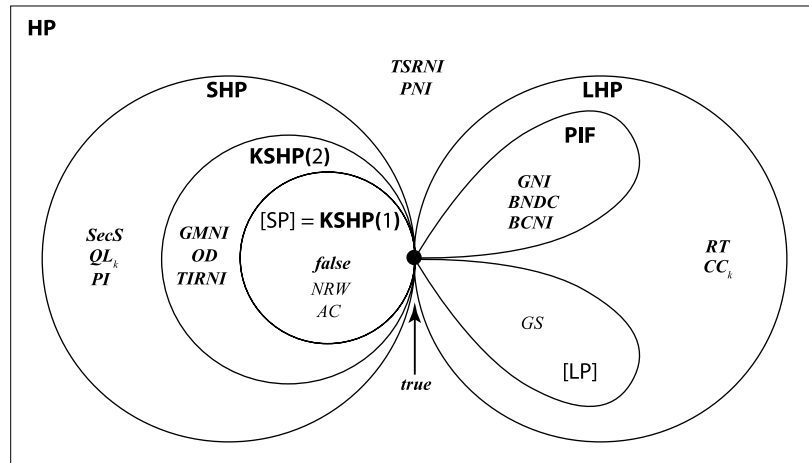 HP
TSRNI
PNI
SHP
LHP
KSHP(2)
PIF
GNI
BNDC
BCNI
[SP] = KSHP(1)
SecS
QLₖ
PI
GMNI
OD
TIRNI
false
NRW
AC
RT
CCₖ
GS
[LP]
true